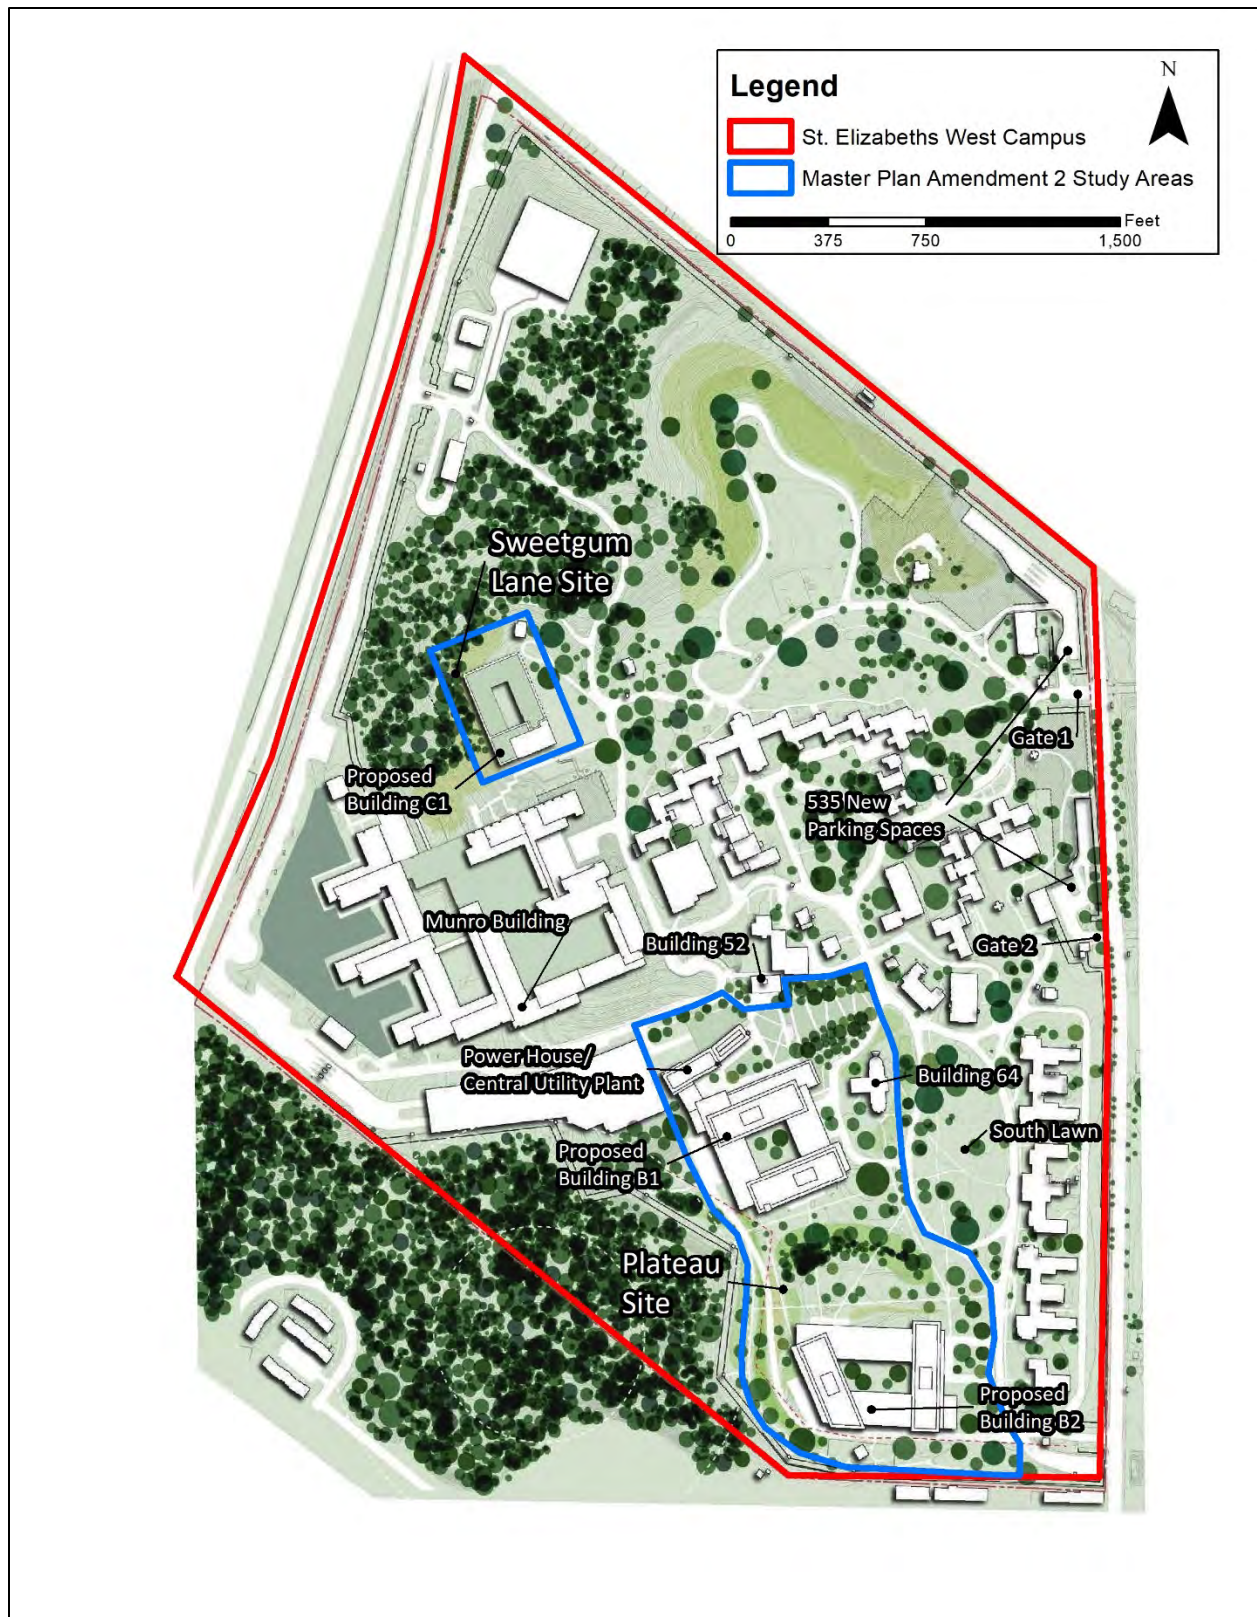 Legend
N
St. Elizabeths West Campus
Master Plan Amendment 2 Study Areas
Feet
0 375 750 1,500
Sweetgum
Lane Site
Proposed
Building C1
Gate 1
535 New
Parking Spaces
Munro Building
Building 52
Gate 2
Power House/
Central Utility Plant
Building 64
South Lawn
Proposed
Building B1
Plateau
Site
Proposed
Building B2